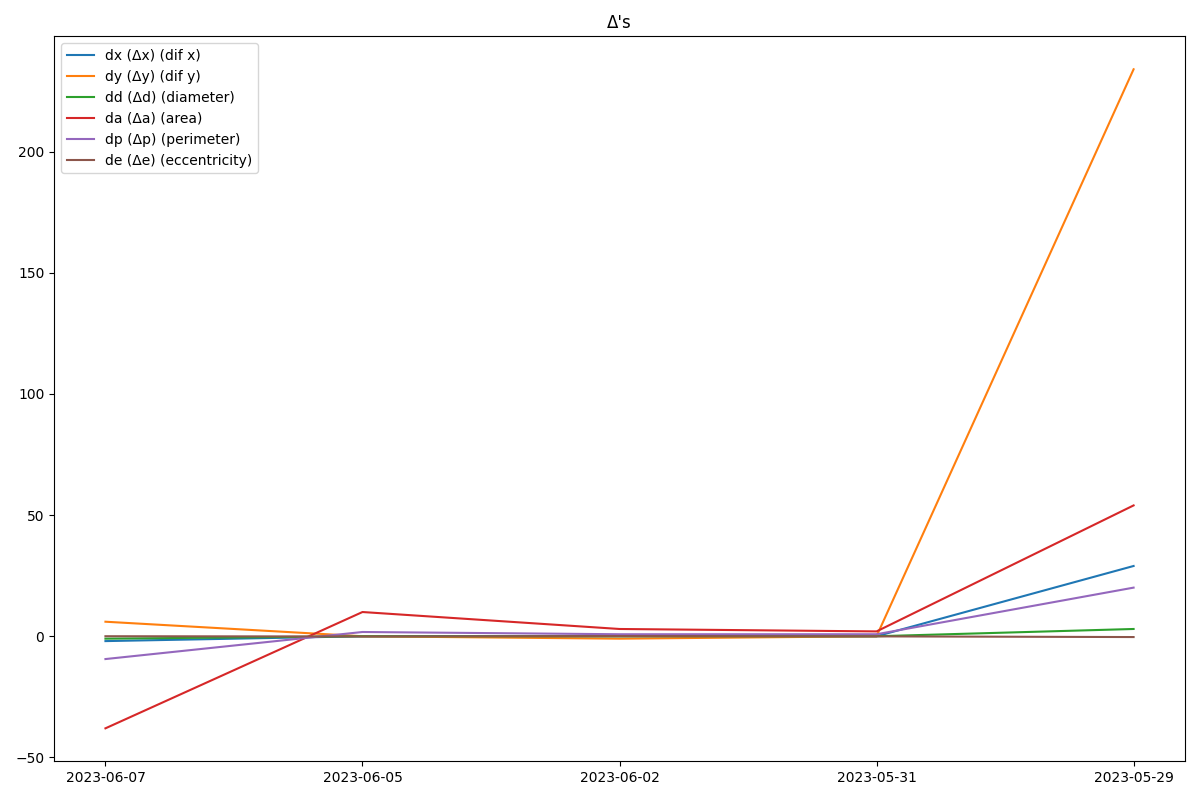 Δ's
dx (Δx) (dif x)
dy (Δy) (dif y)
dd (Δd) (diameter)
da (Δa) (area)
dp (Δp) (perimeter)
de (Δe) (eccentricity)
200
150
100
50
0
−50
2023-06-07 2023-06-05 2023-06-02 2023-05-31 2023-05-29